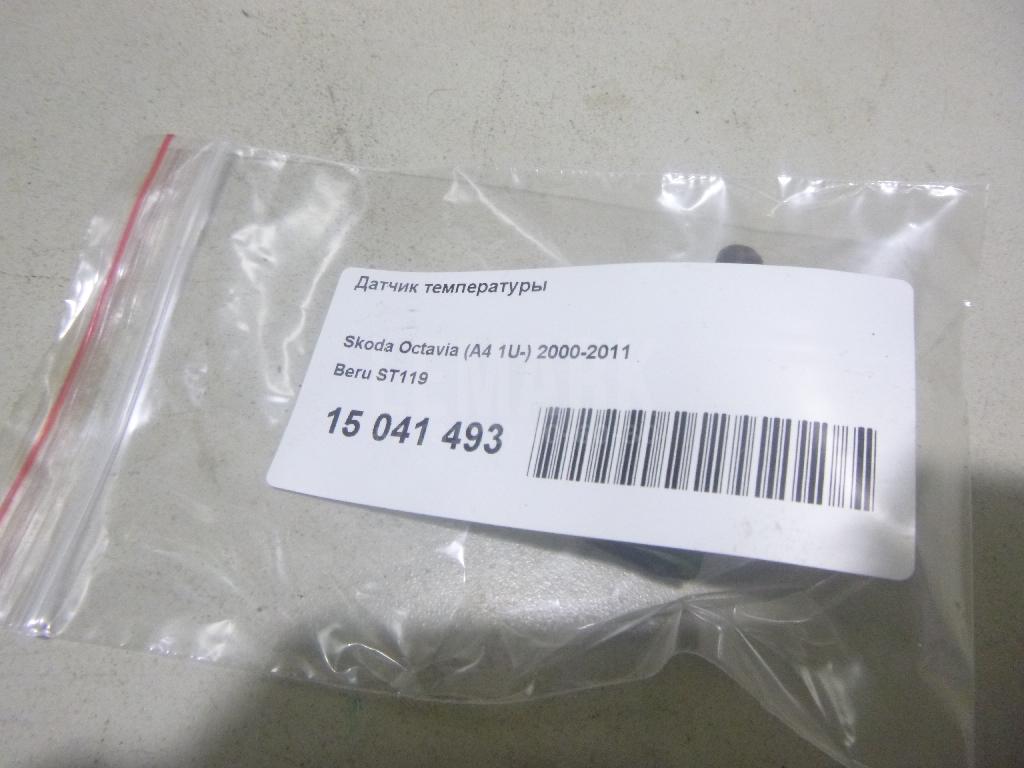 Датчик температуры
Skoda Octavia (A4 1U-) 2000-2011
Beru ST119
15 041 493